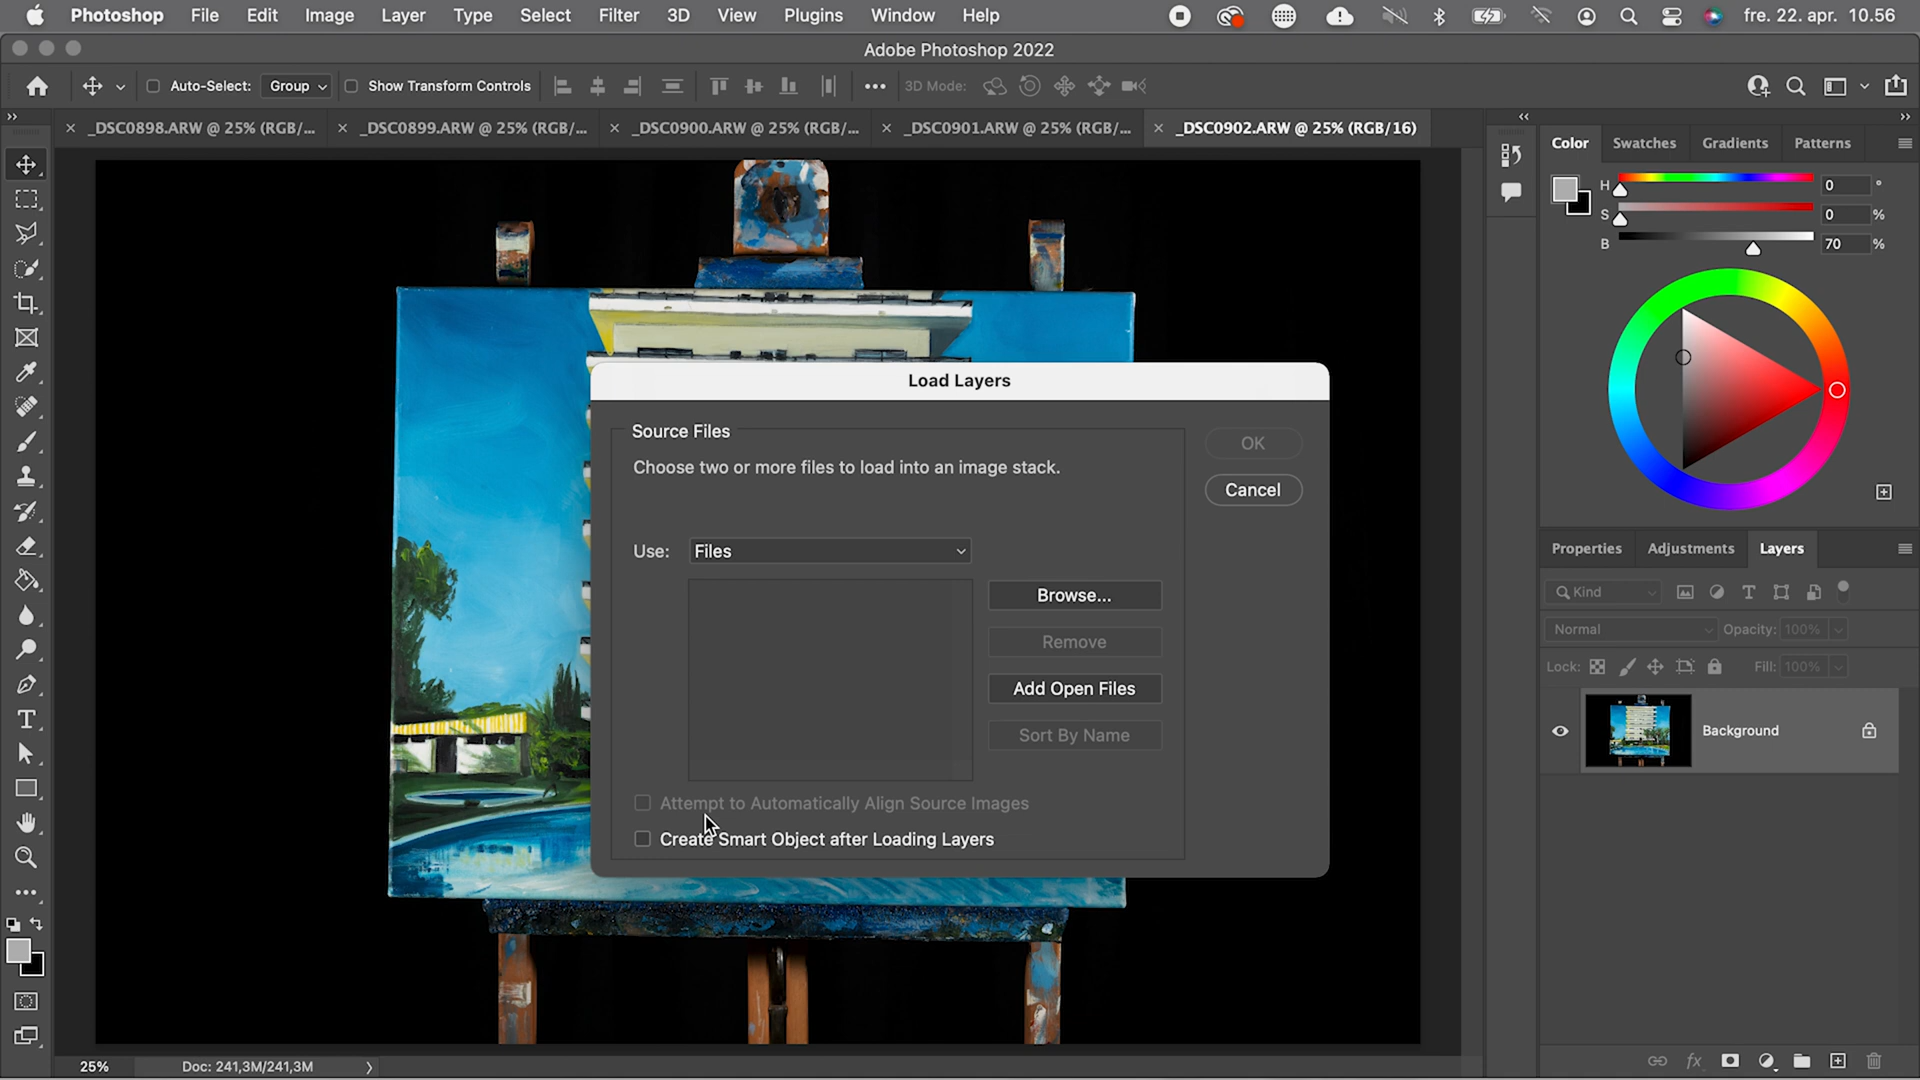 Photoshop File Edit Image Layer Type Select Filter 3D View Plugins Window Help fre. 22. apr. 10.56
Adobe Photoshop 2022
Auto-Select: Group Show Transform Controls 3D Mode:
_DSC0898.ARW @ 25% (RGB/... _DSC0899.ARW @ 25% (RGB/... _DSC0900.ARW @ 25% (RGB/... _DSC0901.ARW @ 25% (RGB/... _DSC0902.ARW @ 25% (RGB/16)
Color Swatches Gradients Patterns
H 0 °
S 0 %
B 70 %
Load Layers
Source Files
Choose two or more files to load into an image stack.
OK
Cancel
Use: Files
Browse...
Remove
Add Open Files
Sort By Name
Attempt to Automatically Align Source Images
Create Smart Object after Loading Layers
Properties Adjustments Layers
Kind
Normal Opacity: 100%
Lock: Fill: 100%
Background
fx
25% Doc: 241,3M/241,3M